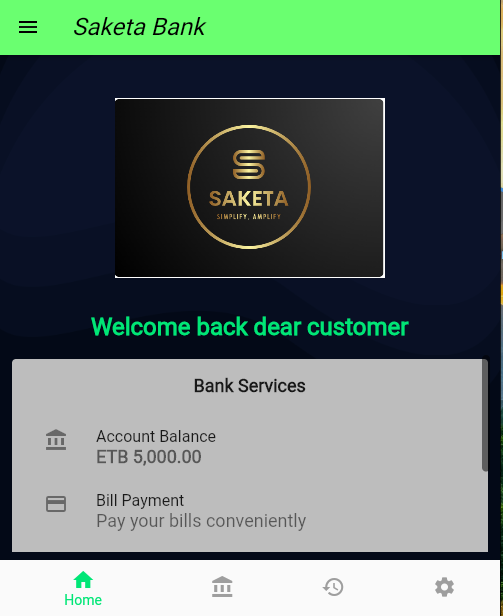 Saketa Bank
SAKETA
SIMPLIFY, AMPLIFY
Welcome back dear customer
Bank Services
Account Balance
ETB 5,000.00
Bill Payment
Pay your bills conveniently
Home